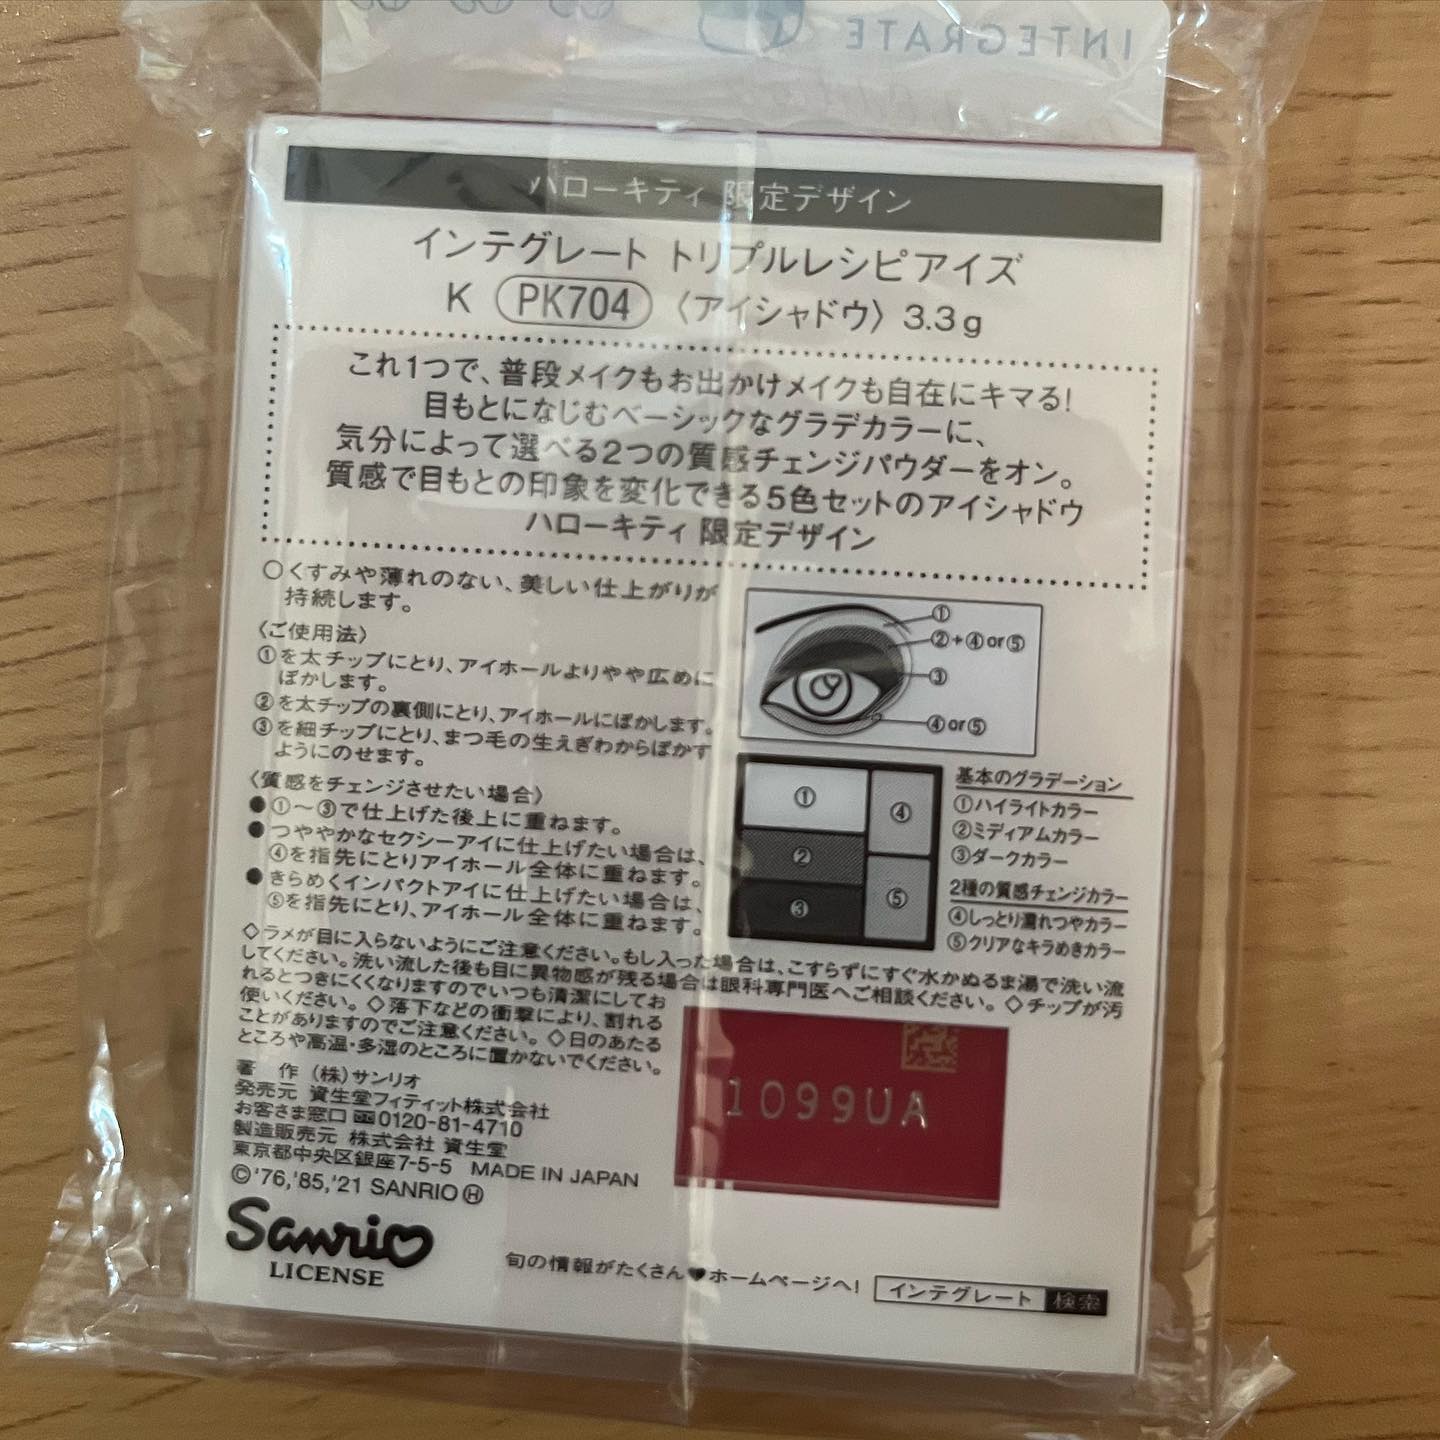 INTEGRATE
ハローキティ 限定デザイン
インテグレート トリプルレシピアイズ
K PK704 〈アイシャドウ〉 3.3g
これ1つで、普段メイクもお出かけメイクも自在にキマる!
目もとになじむベーシックなグラデカラーに、
気分によって選べる2つの質感チェンジパウダーをオン。
質感で目もとの印象を変化できる5色セットのアイシャドウ
ハローキティ 限定デザイン
○くすみや薄れのない、美しい仕上がりが
持続します。
〈ご使用法〉
①を太チップにとり、アイホールよりやや広めに
ぼかします。
②を太チップの裏側にとり、アイホールにぼかします。
③を細チップにとり、まつ毛の生えぎわからぼかす
ようにのせます。
〈質感をチェンジさせたい場合〉
●①〜③で仕上げた後上に重ねます。
●つややかなセクシーアイに仕上げたい場合は、
④を指先にとりアイホール全体に重ねます。
●きらめくインパクトアイに仕上げたい場合は、
⑤を指先にとり、アイホール全体に重ねます。
①
②+④or⑤
③
④or⑤
①
②
③
④
⑤
基本のグラデーション
①ハイライトカラー
②ミディアムカラー
③ダークカラー
2種の質感チェンジカラー
④しっとり濡れつやカラー
⑤クリアなキラめきカラー
◇ラメが目に入らないようにご注意ください。もし入った場合は、こすらずにすぐ水かぬるま湯で洗い流
してください。洗い流した後も目に異物感が残る場合は眼科専門医へご相談ください。◇チップが汚
れるとつきにくくなりますのでいつも清潔にしてお
使いください。◇落下などの衝撃により、割れる
ことがありますのでご注意ください。◇日のあたる
ところや高温・多湿のところに置かないでください。
1099UA
著 作 (株)サンリオ
発売元 資生堂フィティット株式会社
お客さま窓口 0120-81-4710
製造販売元 株式会社 資生堂
東京都中央区銀座7-5-5 MADE IN JAPAN
©'76,'85,'21 SANRIO Ⓗ
Sanrio
LICENSE
旬の情報がたくさん♥ホームページへ! インテグレート 検索